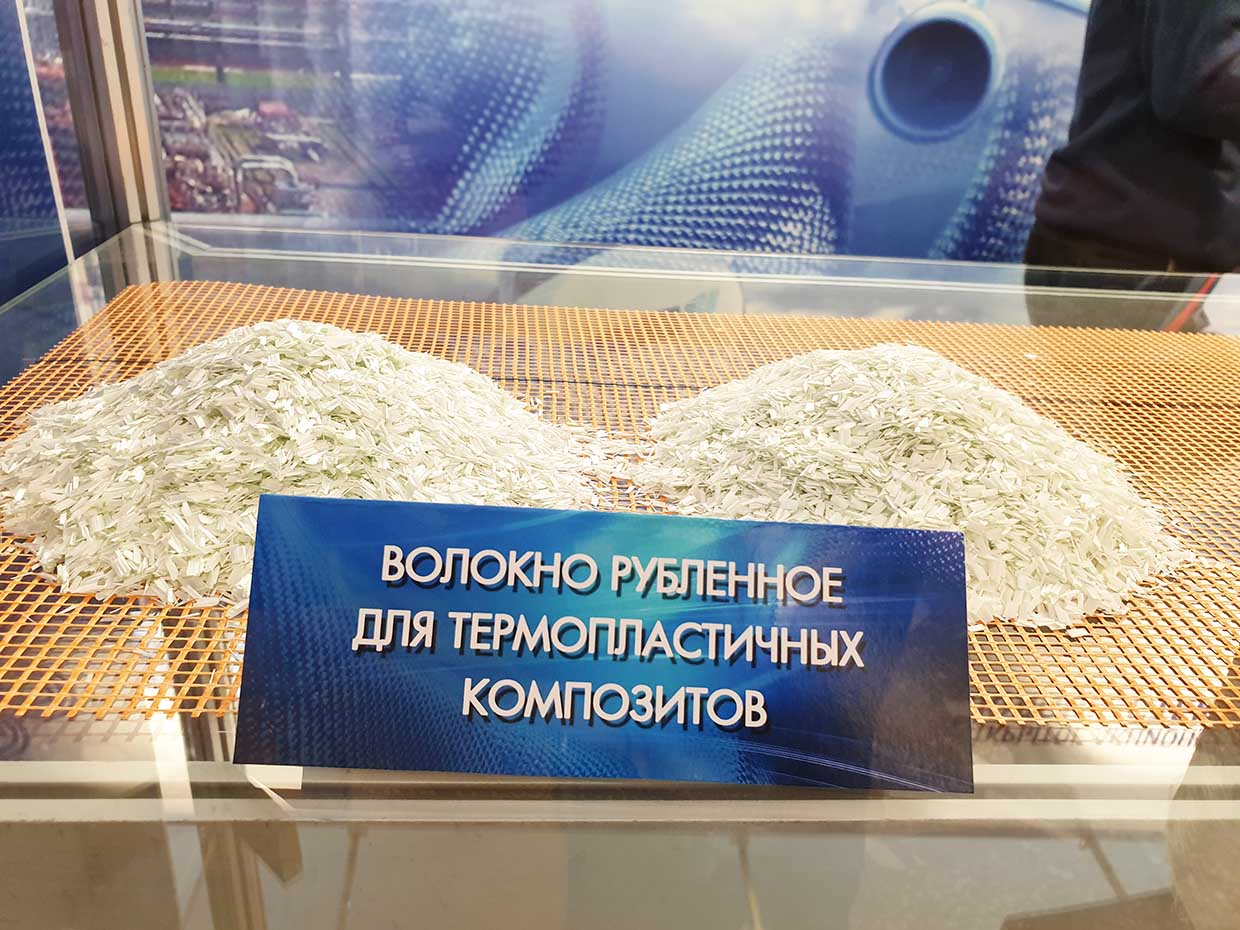 ВОЛОКНО РУБЛЕННОЕ
ДЛЯ ТЕРМОПЛАСТИЧНЫХ
КОМПОЗИТОВ